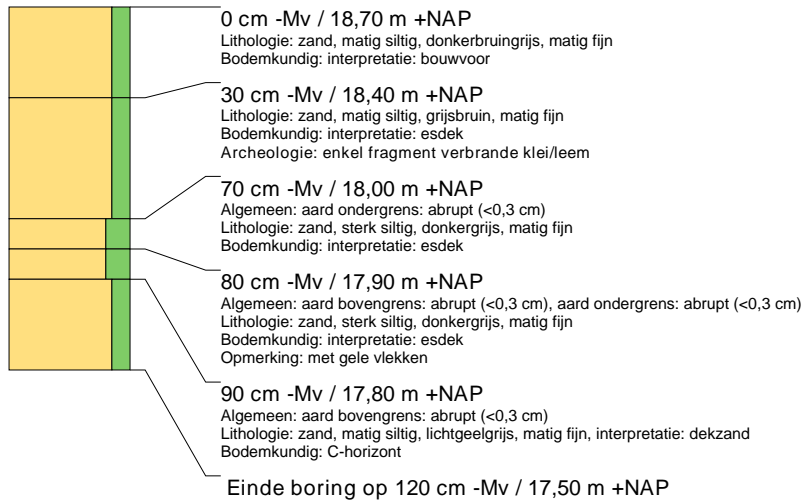 0 cm -Mv / 18,70 m +NAP
Lithologie: zand, matig siltig, donkerbruingrijs, matig fijn
Bodemkundig: interpretatie: bouwvoor
30 cm -Mv / 18,40 m +NAP
Lithologie: zand, matig siltig, grijsbruin, matig fijn
Bodemkundig: interpretatie: esdek
Archeologie: enkel fragment verbrande klei/leem
70 cm -Mv / 18,00 m +NAP
Algemeen: aard ondergrens: abrupt (<0,3 cm)
Lithologie: zand, sterk siltig, donkergrijs, matig fijn
Bodemkundig: interpretatie: esdek
80 cm -Mv / 17,90 m +NAP
Algemeen: aard bovengrens: abrupt (<0,3 cm), aard ondergrens: abrupt (<0,3 cm)
Lithologie: zand, sterk siltig, donkergrijs, matig fijn
Bodemkundig: interpretatie: esdek
Opmerking: met gele vlekken
90 cm -Mv / 17,80 m +NAP
Algemeen: aard bovengrens: abrupt (<0,3 cm)
Lithologie: zand, matig siltig, lichtgeelgrijs, matig fijn, interpretatie: dekzand
Bodemkundig: C-horizont
Einde boring op 120 cm -Mv / 17,50 m +NAP